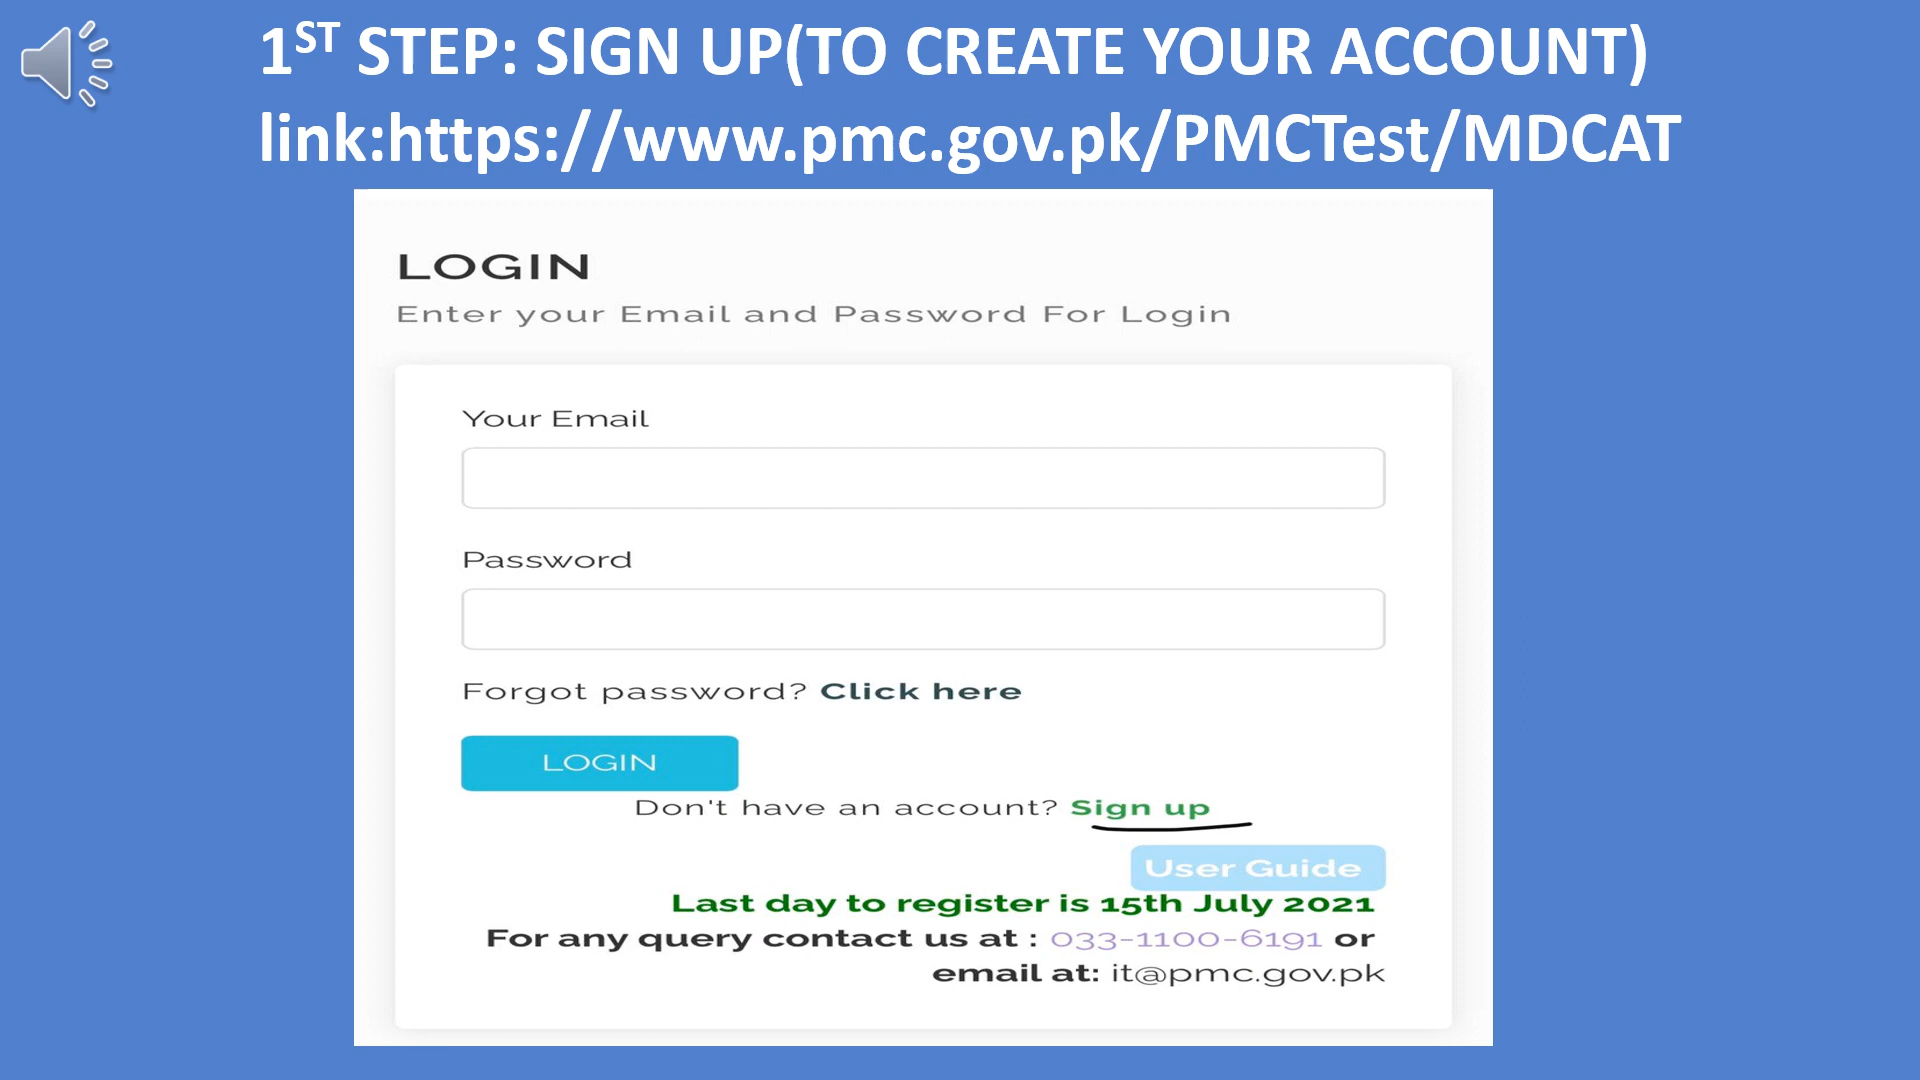 1ST STEP: SIGN UP(TO CREATE YOUR ACCOUNT)
link:https://www.pmc.gov.pk/PMCTest/MDCAT
LOGIN
Enter your Email and Password For Login
Your Email
Password
Forgot password? Click here
LOGIN
Don't have an account? Sign up
User Guide
Last day to register is 15th July 2021
For any query contact us at : 033-1100-6191 or
email at: it@pmc.gov.pk